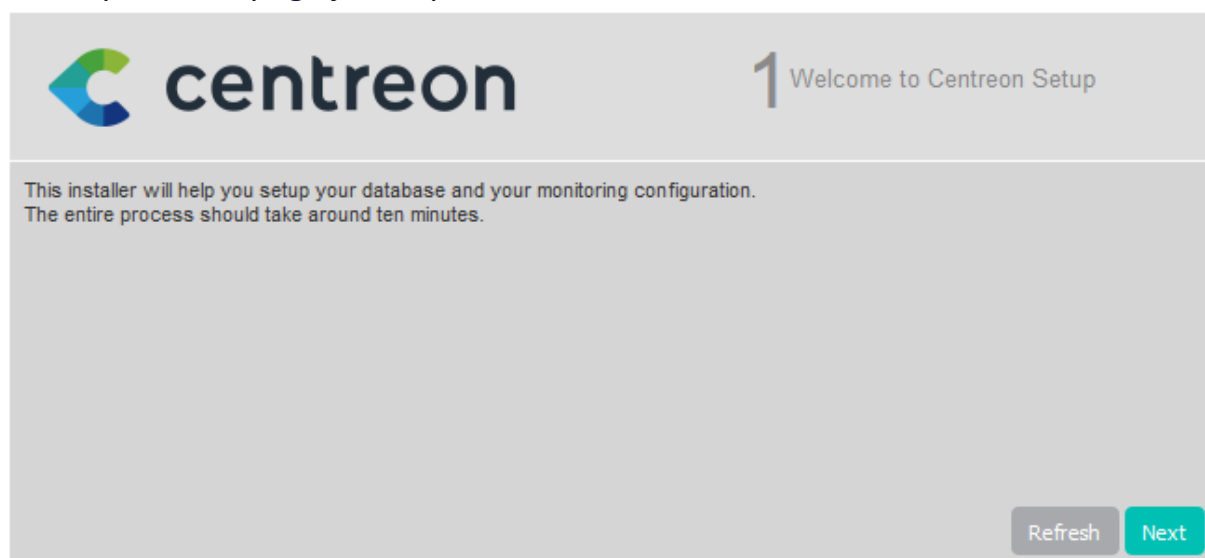 centreon
1 Welcome to Centreon Setup
This installer will help you setup your database and your monitoring configuration.
The entire process should take around ten minutes.
Refresh Next